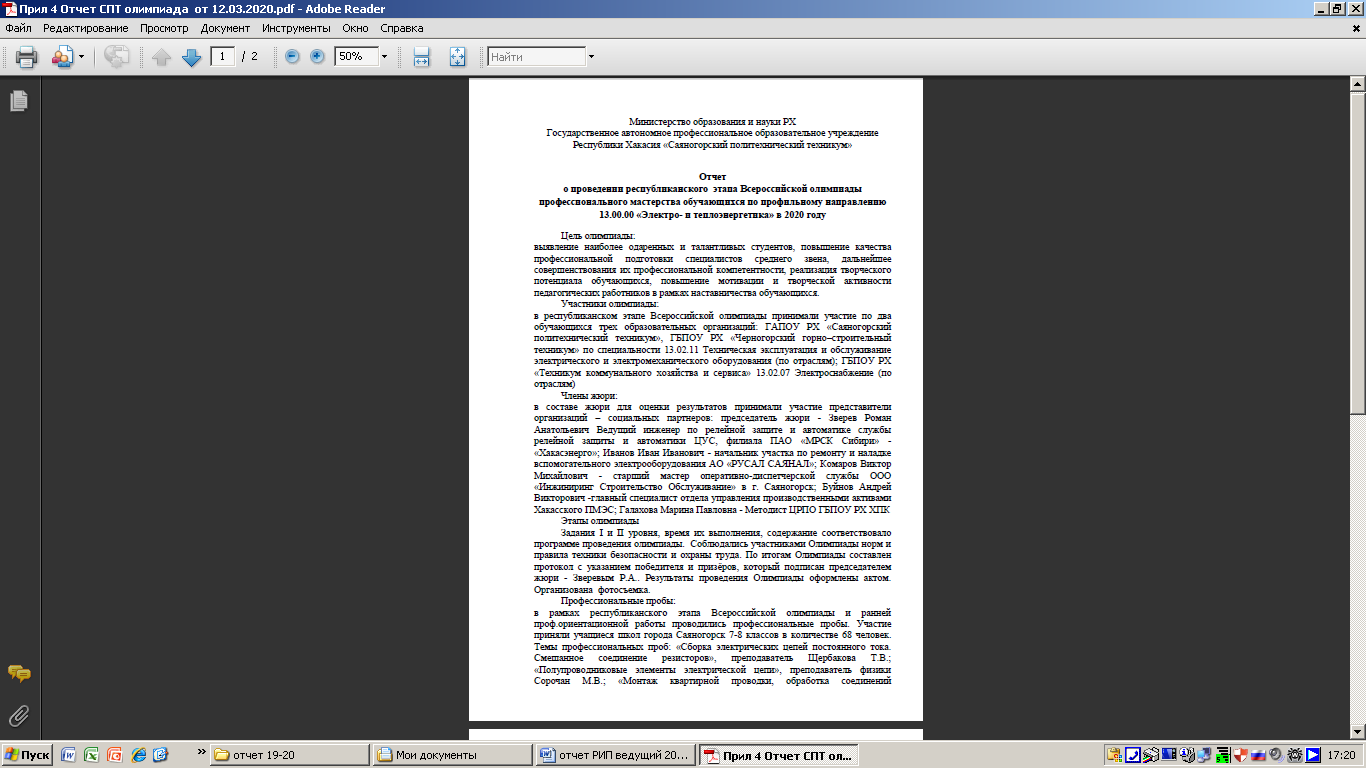 Прил 4 Отчет СПТ олимпиада от 12.03.2020.pdf - Adobe Reader
Файл Редактирование Просмотр Документ Инструменты Окно Справка
1 / 2 50% Найти
Министерство образования и науки РХ
Государственное автономное профессиональное образовательное учреждение
Республики Хакасия «Саяногорский политехнический техникум»
Отчет
о проведении республиканского этапа Всероссийской олимпиады
профессионального мастерства обучающихся по профильному направлению
13.00.00 «Электро- и теплоэнергетика» в 2020 году
Цель олимпиады:
выявление наиболее одаренных и талантливых студентов, повышение качества
профессиональной подготовки специалистов среднего звена, дальнейшее
совершенствования их профессиональной компетентности, реализация творческого
потенциала обучающихся, повышение мотивации и творческой активности
педагогических работников в рамках наставничества обучающихся.
Участники олимпиады:
в республиканском этапе Всероссийской олимпиады принимали участие по два
обучающихся трех образовательных организаций: ГАПОУ РХ «Саяногорский
политехнический техникум», ГБПОУ РХ «Черногорский горно–строительный
техникум» по специальности 13.02.11 Техническая эксплуатация и обслуживание
электрического и электромеханического оборудования (по отраслям); ГБПОУ РХ
«Техникум коммунального хозяйства и сервиса» 13.02.07 Электроснабжение (по
отраслям)
Члены жюри:
в составе жюри для оценки результатов принимали участие представители
организаций – социальных партнеров: председатель жюри - Зверев Роман
Анатольевич Ведущий инженер по релейной защите и автоматике службы
релейной защиты и автоматики ЦУС, филиала ПАО «МРСК Сибири» -
«Хакасэнерго»; Иванов Иван Иванович - начальник участка по ремонту и наладке
вспомогательного электрооборудования АО «РУСАЛ САЯНАЛ»; Комаров Виктор
Михайлович - старший мастер оперативно-диспетчерской службы ООО
«Инжиниринг Строительство Обслуживание» в г. Саяногорск; Буйнов Андрей
Викторович -главный специалист отдела управления производственными активами
Хакасского ПМЭС; Галахова Марина Павловна - Методист ЦРПО ГБПОУ РХ ХПК
Этапы олимпиады
Задания I и II уровня, время их выполнения, содержание соответствовало
программе проведения олимпиады. Соблюдались участниками Олимпиады норм и
правила техники безопасности и охраны труда. По итогам Олимпиады составлен
протокол с указанием победителя и призёров, который подписан председателем
жюри - Зверевым Р.А.. Результаты проведения Олимпиады оформлены актом.
Организована фотосъемка.
Профессиональные пробы:
в рамках республиканского этапа Всероссийской олимпиады и ранней
проф.ориентационной работы проводились профессиональные пробы. Участие
приняли учащиеся школ города Саяногорск 7-8 классов в количестве 68 человек.
Темы профессиональных проб: «Сборка электрических цепей постоянного тока.
Смешанное соединение резисторов», преподаватель Щербакова Т.В.;
«Полупроводниковые элементы электрической цепи», преподаватель физики
Сорочан М.В.; «Монтаж квартирной проводки, обработка соединений
Пуск отчет 19-20 Мои документы отчет РИП ведущий 20... Прил 4 Отчет СПТ ол... 17:20